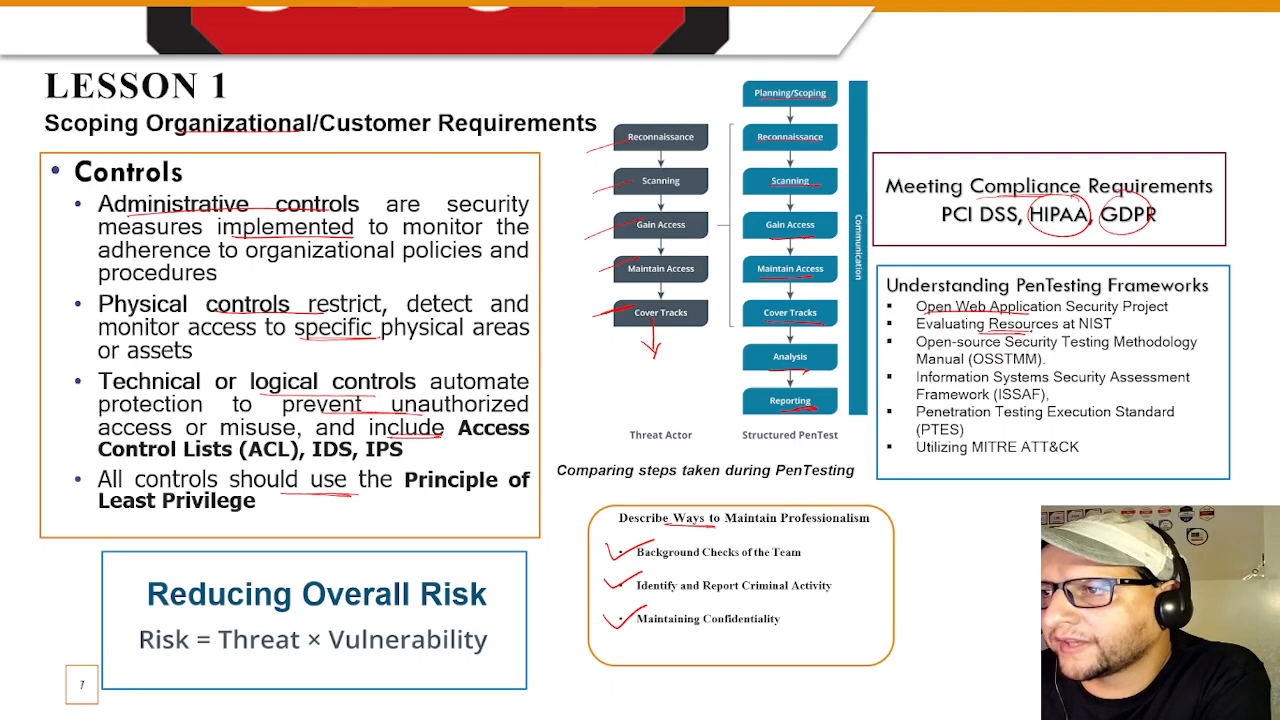 LESSON 1
Scoping Organizational/Customer Requirements
• Controls
• Administrative controls are security
measures implemented to monitor the
adherence to organizational policies and
procedures
• Physical controls restrict, detect and
monitor access to specific physical areas
or assets
• Technical or logical controls automate
protection to prevent unauthorized
access or misuse, and include Access
Control Lists (ACL), IDS, IPS
• All controls should use the Principle of
Least Privilege
Reducing Overall Risk
Risk = Threat × Vulnerability
7
Reconnaissance
Scanning
Gain Access
Maintain Access
Cover Tracks
Threat Actor
Planning/Scoping
Reconnaissance
Scanning
Gain Access
Maintain Access
Cover Tracks
Analysis
Reporting
Structured PenTest
Communication
Comparing steps taken during PenTesting
Describe Ways to Maintain Professionalism
• Background Checks of the Team
• Identify and Report Criminal Activity
• Maintaining Confidentiality
Meeting Compliance Requirements
PCI DSS, HIPAA, GDPR
Understanding PenTesting Frameworks
▪ Open Web Application Security Project
▪ Evaluating Resources at NIST
▪ Open-source Security Testing Methodology
Manual (OSSTMM).
▪ Information Systems Security Assessment
Framework (ISSAF),
▪ Penetration Testing Execution Standard
(PTES)
▪ Utilizing MITRE ATT&CK